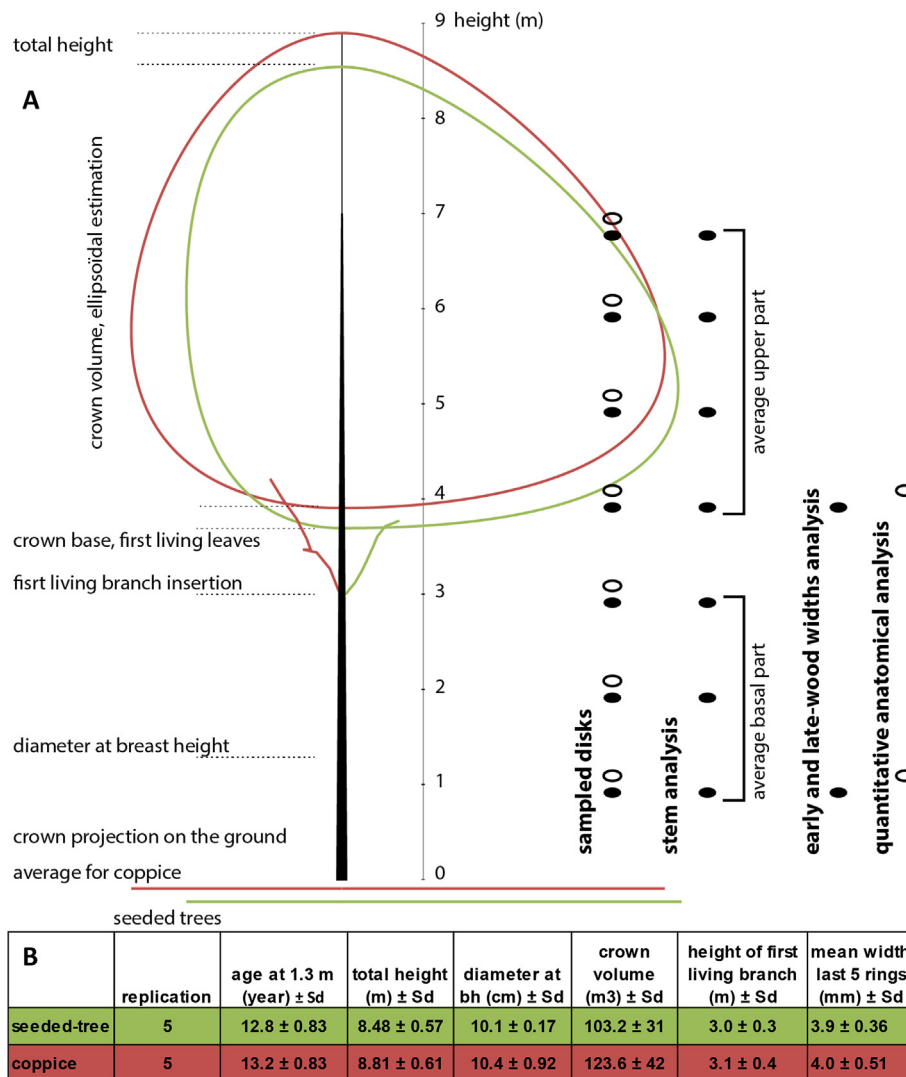 9 height (m)
total height
A
8
crown volume, ellipsoïdal estimation
7
6
5
4
average upper part
crown base, first living leaves
fisrt living branch insertion
3
2
diameter at breast height
1
sampled disks
stem analysis
average basal part
early and late-wood widths analysis
quantitative anatomical analysis
crown projection on the ground
average for coppice
0
seeded trees
B
replication
age at 1.3 m
(year) ± Sd
total height
(m) ± Sd
diameter at
bh (cm) ± Sd
crown
volume
(m3) ± Sd
height of first
living branch
(m) ± Sd
mean width
last 5 rings
(mm) ± Sd
seeded-tree 5 12.8 ± 0.83 8.48 ± 0.57 10.1 ± 0.17 103.2 ± 31 3.0 ± 0.3 3.9 ± 0.36
coppice 5 13.2 ± 0.83 8.81 ± 0.61 10.4 ± 0.92 123.6 ± 42 3.1 ± 0.4 4.0 ± 0.51